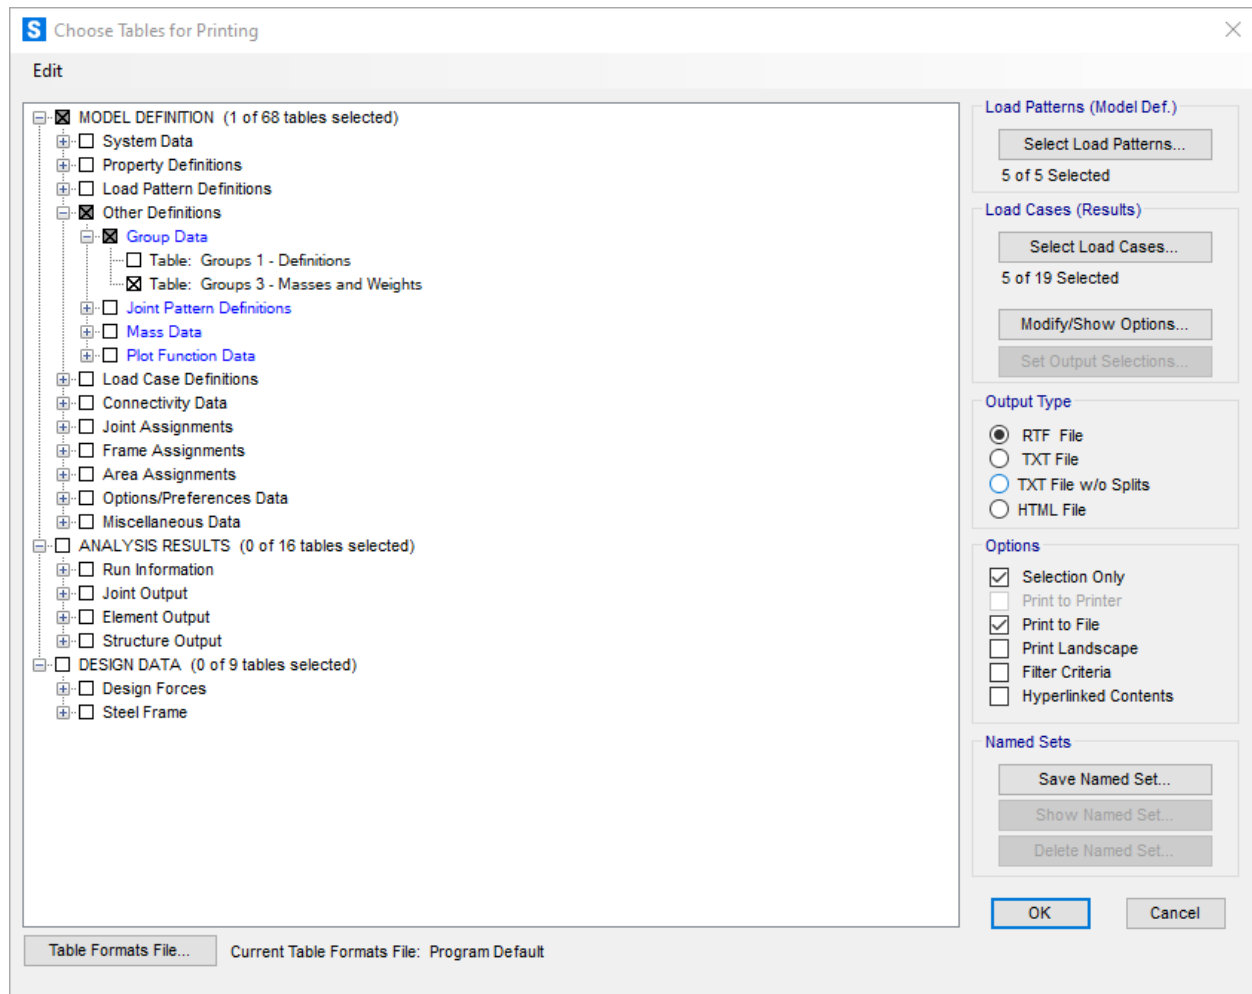 S Choose Tables for Printing
Edit
MODEL DEFINITION (1 of 68 tables selected)
System Data
Property Definitions
Load Pattern Definitions
Other Definitions
Group Data
Table: Groups 1 - Definitions
Table: Groups 3 - Masses and Weights
Joint Pattern Definitions
Mass Data
Plot Function Data
Load Case Definitions
Connectivity Data
Joint Assignments
Frame Assignments
Area Assignments
Options/Preferences Data
Miscellaneous Data
ANALYSIS RESULTS (0 of 16 tables selected)
Run Information
Joint Output
Element Output
Structure Output
DESIGN DATA (0 of 9 tables selected)
Design Forces
Steel Frame
Load Patterns (Model Def.)
Select Load Patterns...
5 of 5 Selected
Load Cases (Results)
Select Load Cases...
5 of 19 Selected
Modify/Show Options...
Set Output Selections...
Output Type
RTF File
TXT File
TXT File w/o Splits
HTML File
Options
Selection Only
Print to Printer
Print to File
Print Landscape
Filter Criteria
Hyperlinked Contents
Named Sets
Save Named Set...
Show Named Set...
Delete Named Set...
OK Cancel
Table Formats File... Current Table Formats File: Program Default